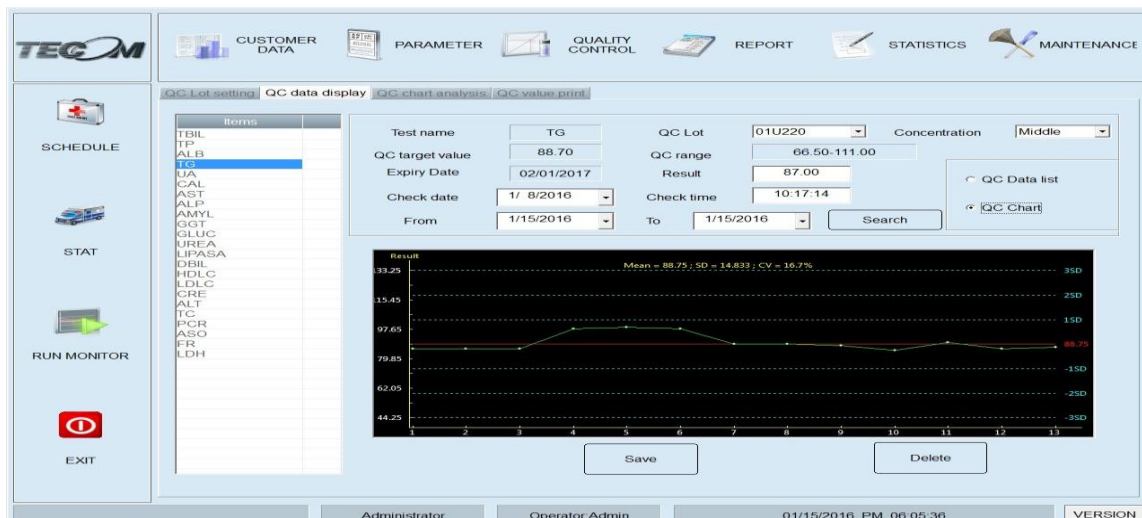 TECOM
CUSTOMER DATA
PARAMETER
QUALITY CONTROL
REPORT
STATISTICS
MAINTENANCE
SCHEDULE
STAT
RUN MONITOR
EXIT
QC Lot setting QC data display QC chart analysis QC value print
Items
TBIL
TP
ALB
TG
UA
CAL
AST
ALP
AMYL
GGT
GLUC
UREA
LIPASA
DBIL
HDLC
LDLC
CRE
ALT
TC
PCR
ASO
FR
LDH
Test name TG QC Lot 01U220 Concentration Middle
QC target value 88.70 QC range 66.50-111.00
Expiry Date 02/01/2017 Result 87.00
Check date 1/ 8/2016 Check time 10:17:14
From 1/15/2016 To 1/15/2016 Search
QC Data list
QC Chart
Result
Mean = 88.75 ; SD = 14.833 ; CV = 16.7%
133.25 3SD
2SD
115.45
1SD
97.65
88.75
79.85
-1SD
62.05
-2SD
44.25 -3SD
1 2 3 4 5 6 7 8 9 10 11 12 13
Save Delete
Administrator Operator:Admin 01/15/2016 PM 06:05:36 VERSION